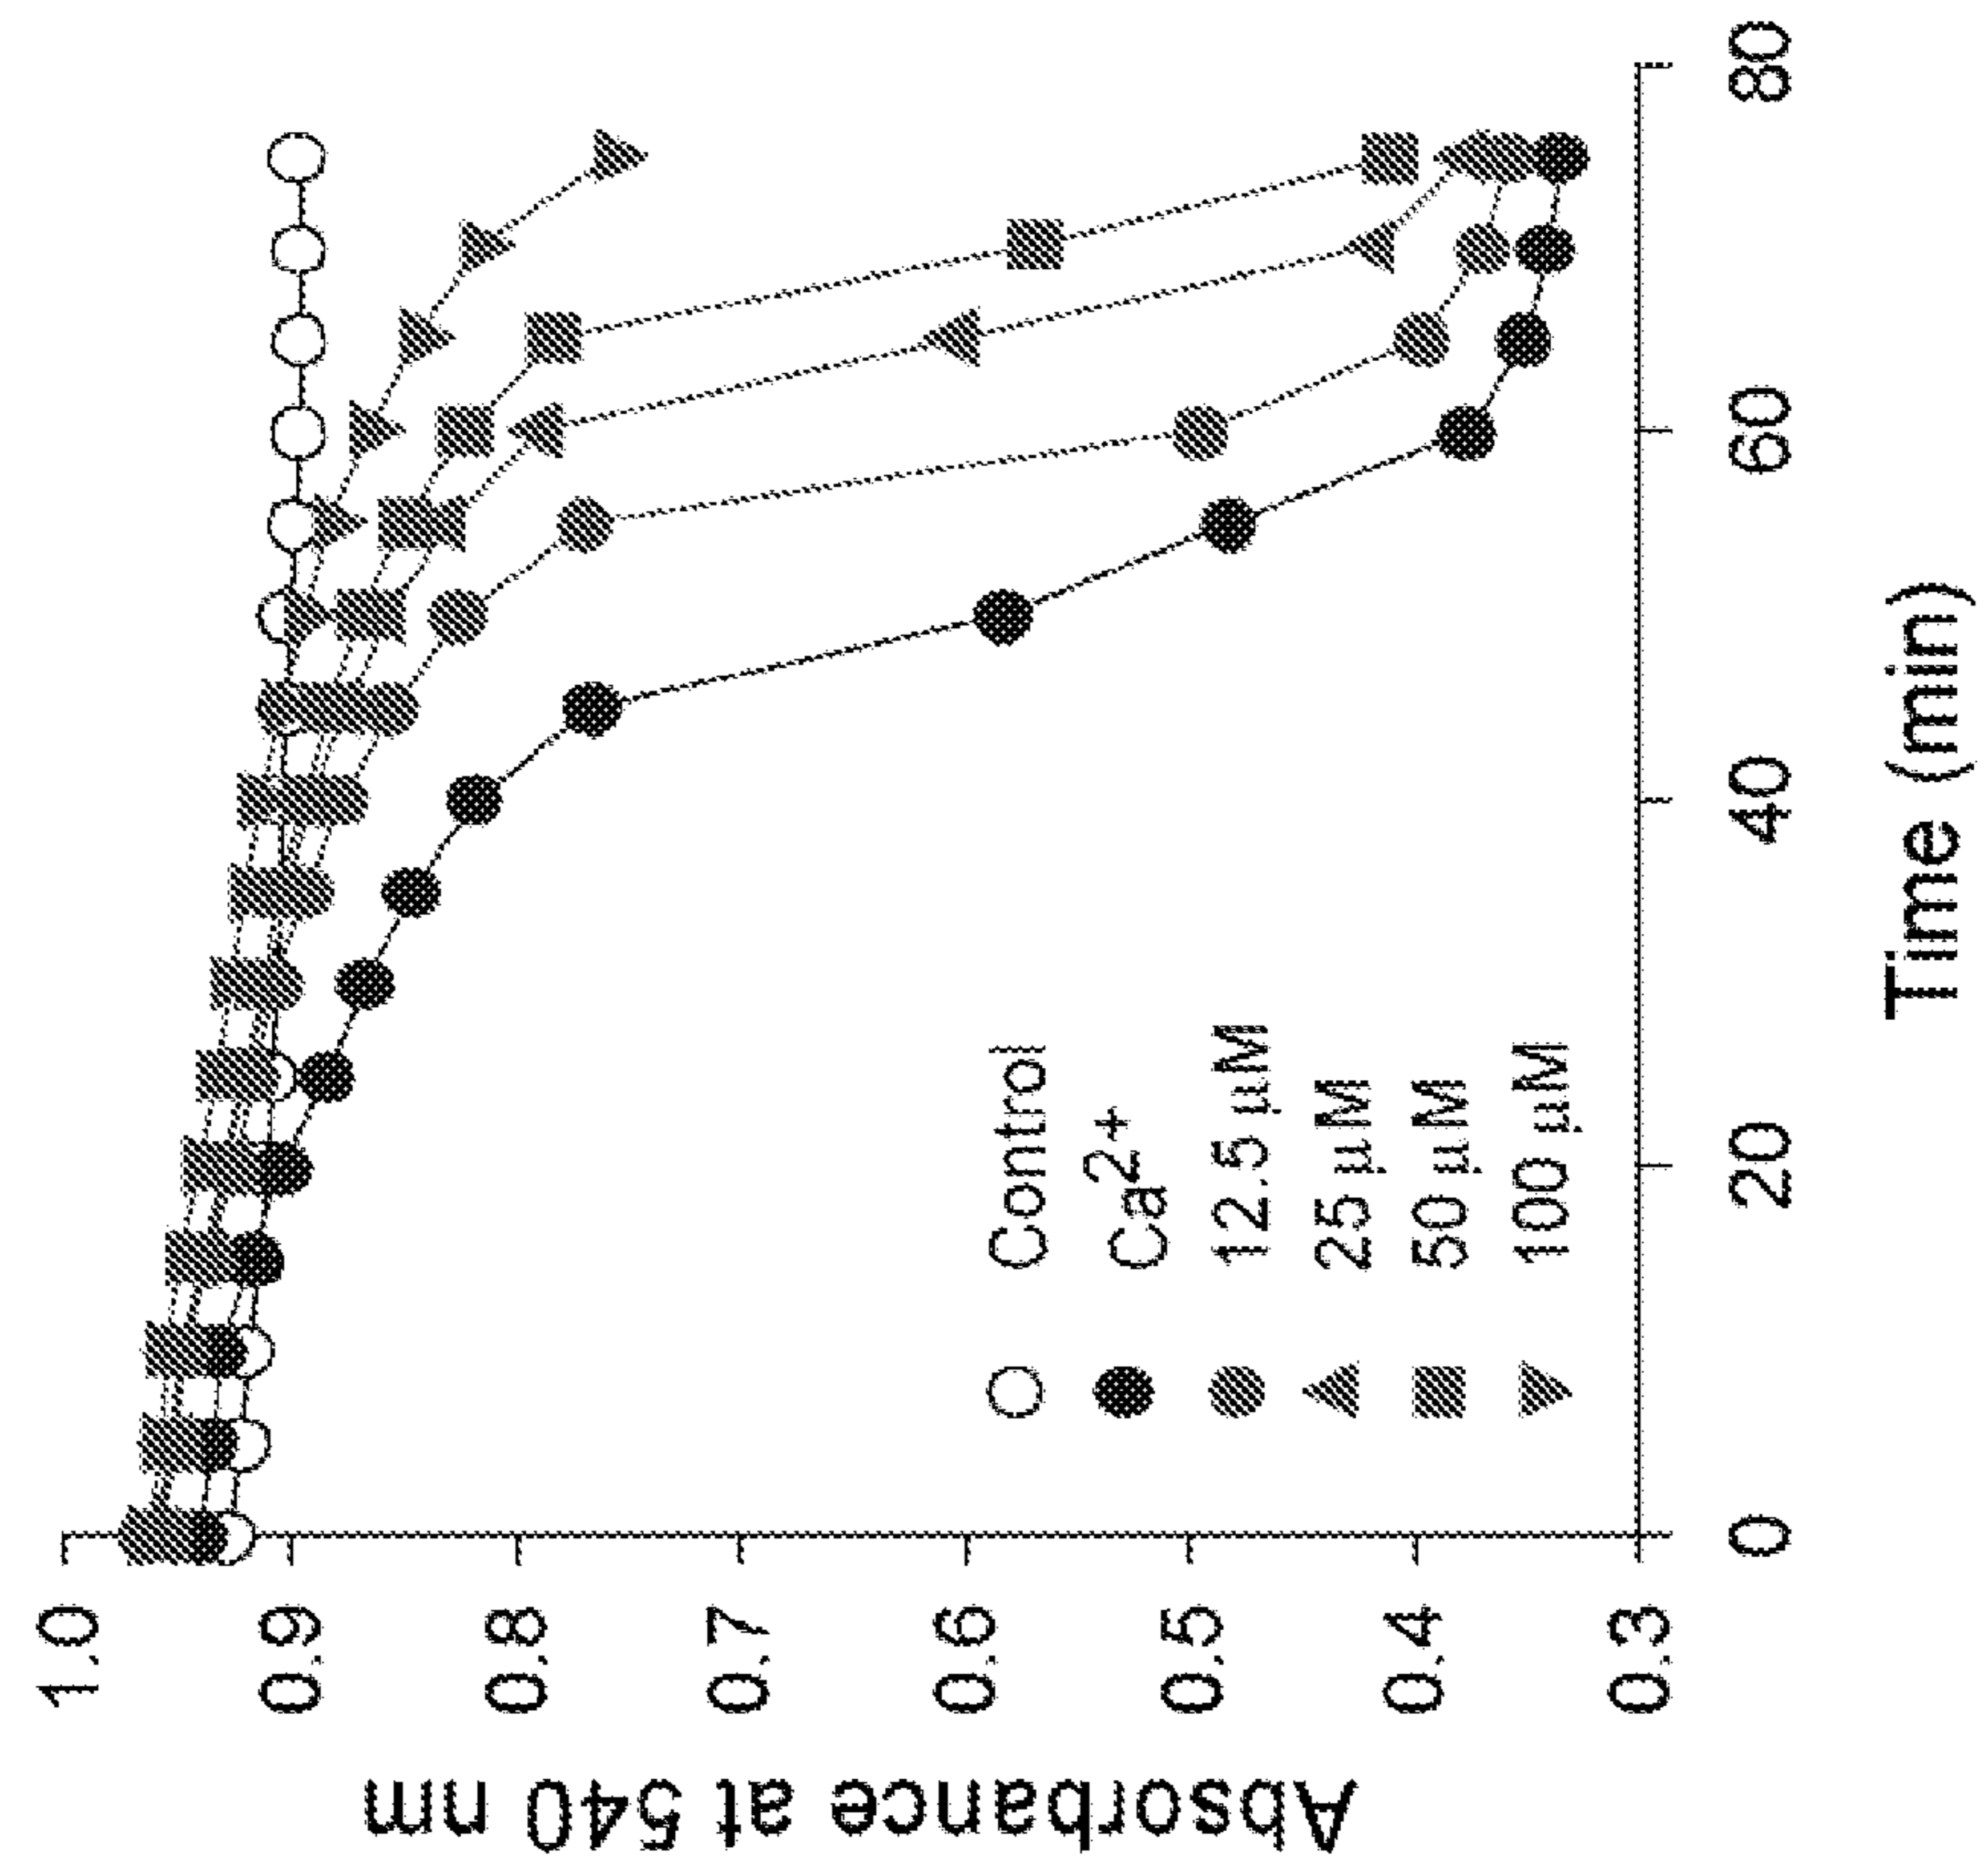 Absorbance at 540 nm
1.0
0.9
0.8
0.7
0.6
0.5
0.4
0.3
Control
Ca²⁺
12.5 µM
25 µM
50 µM
100 µM
0 20 40 60 80
Time (min)